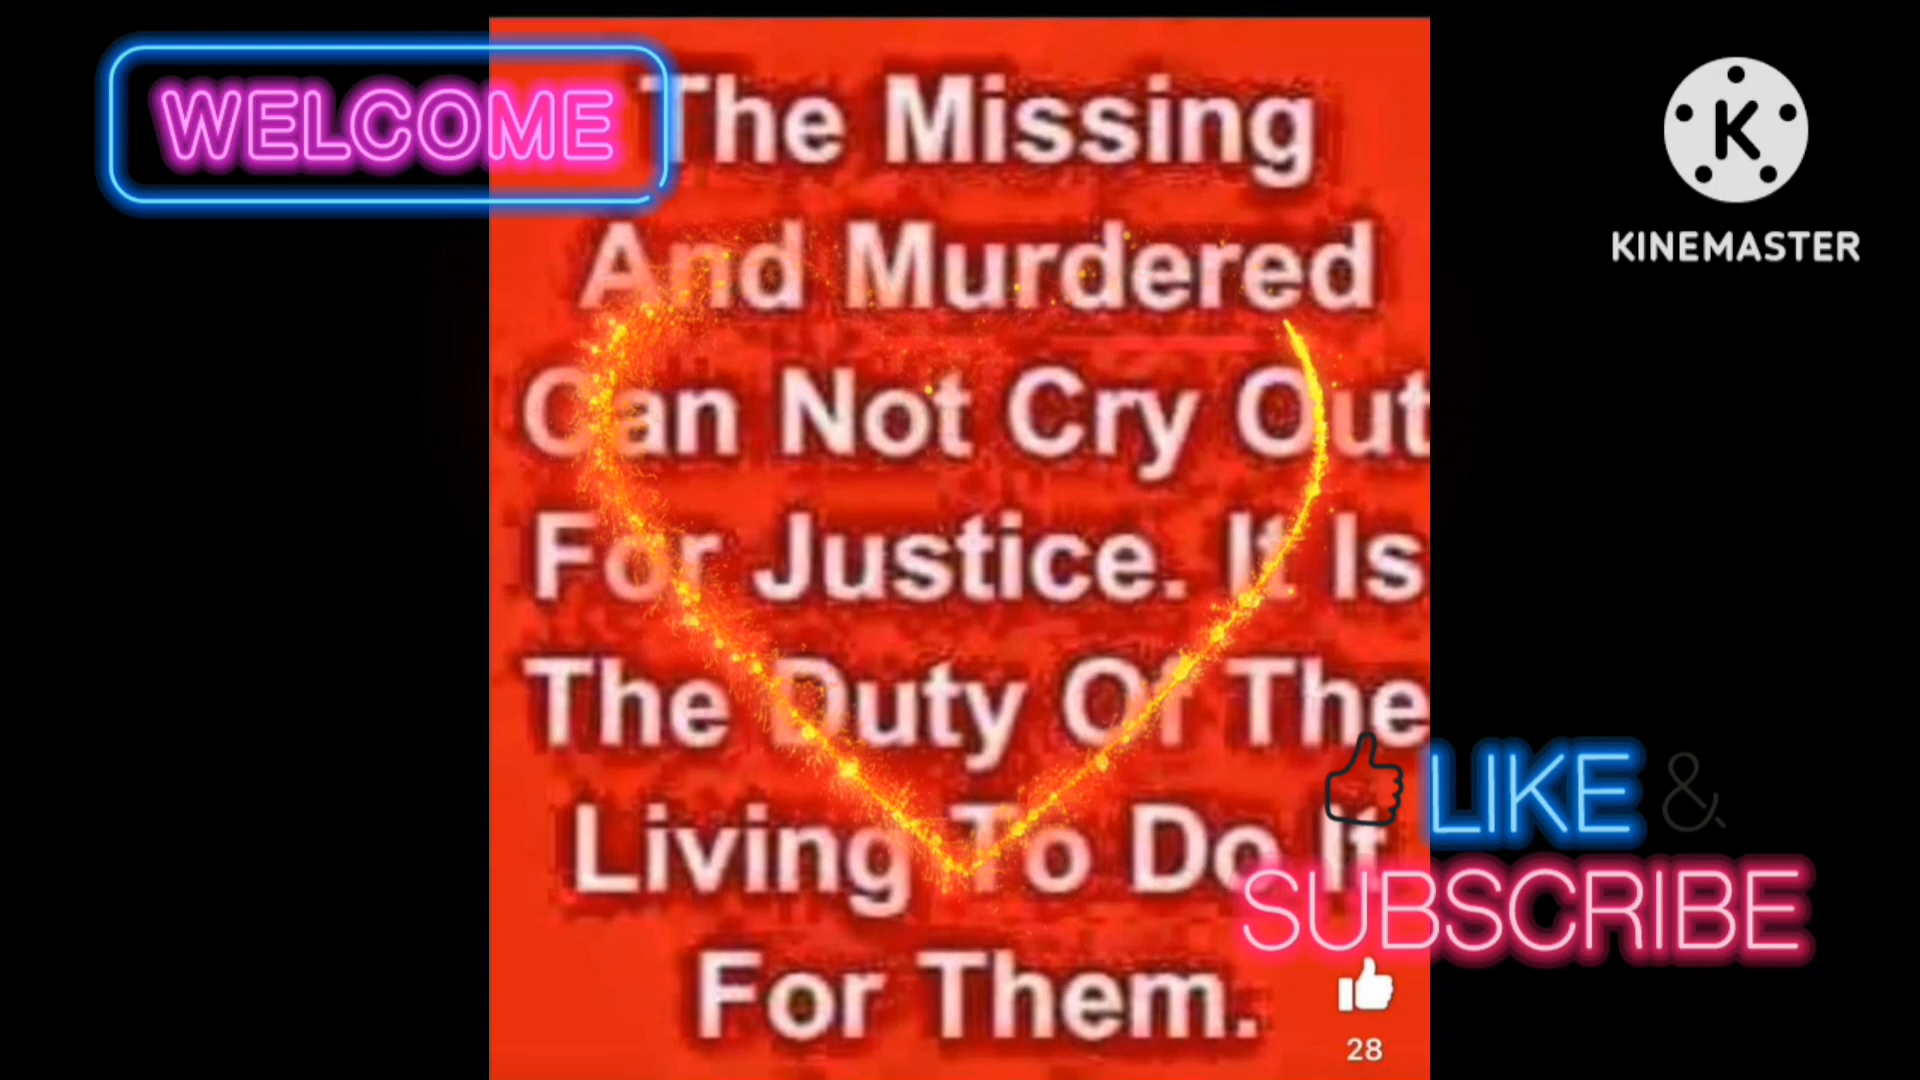 WELCOME
The Missing
And Murdered
Can Not Cry Out
For Justice. It Is
The Duty Of The
Living To Do It
For Them.
K
KINEMASTER
LIKE &
SUBSCRIBE
28